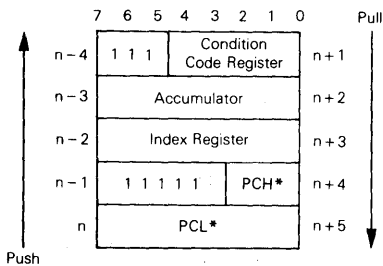 7 6 5 4 3 2 1 0 Pull
n−4 1 1 1 Condition Code Register n+1
n−3 Accumulator n+2
n−2 Index Register n+3
n−1 1 1 1 1 1 PCH* n+4
n PCL* n+5
Push